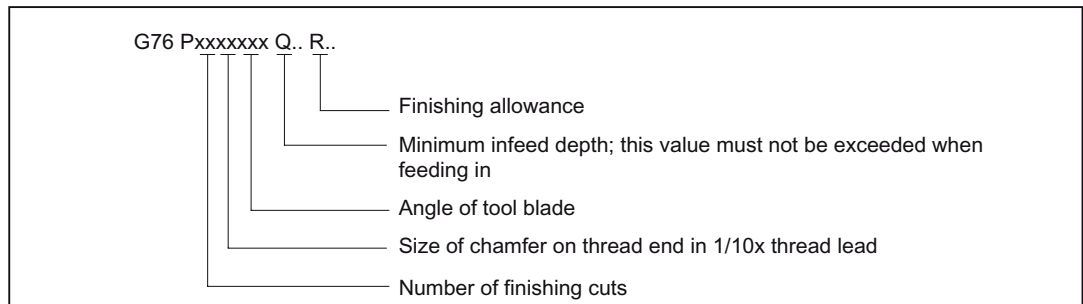 G76 Pxxxxxxx Q.. R..
Finishing allowance
Minimum infeed depth; this value must not be exceeded when
feeding in
Angle of tool blade
Size of chamfer on thread end in 1/10x thread lead
Number of finishing cuts